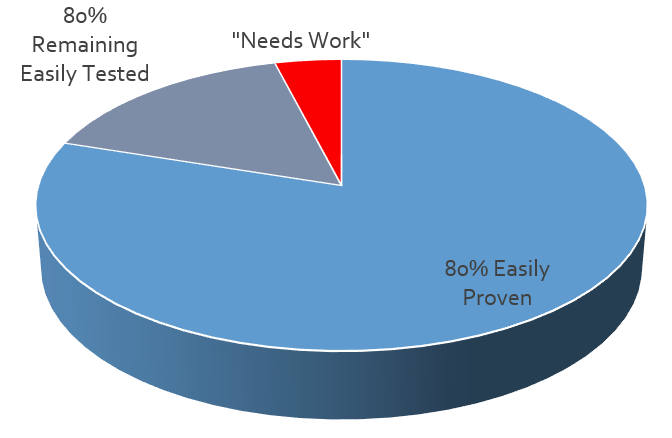 80%
Remaining
Easily Tested
"Needs Work"
80% Easily
Proven